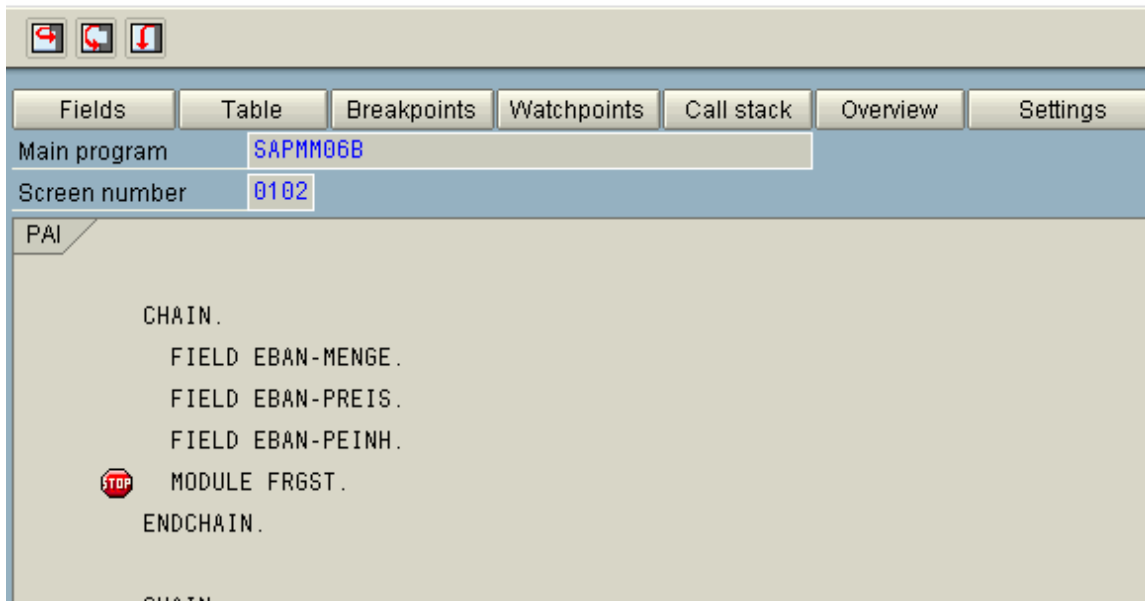 Fields Table Breakpoints Watchpoints Call stack Overview Settings
Main program SAPMM06B
Screen number 0102
PAI
CHAIN.
FIELD EBAN-MENGE.
FIELD EBAN-PREIS.
FIELD EBAN-PEINH.
STOP MODULE FRGST.
ENDCHAIN.